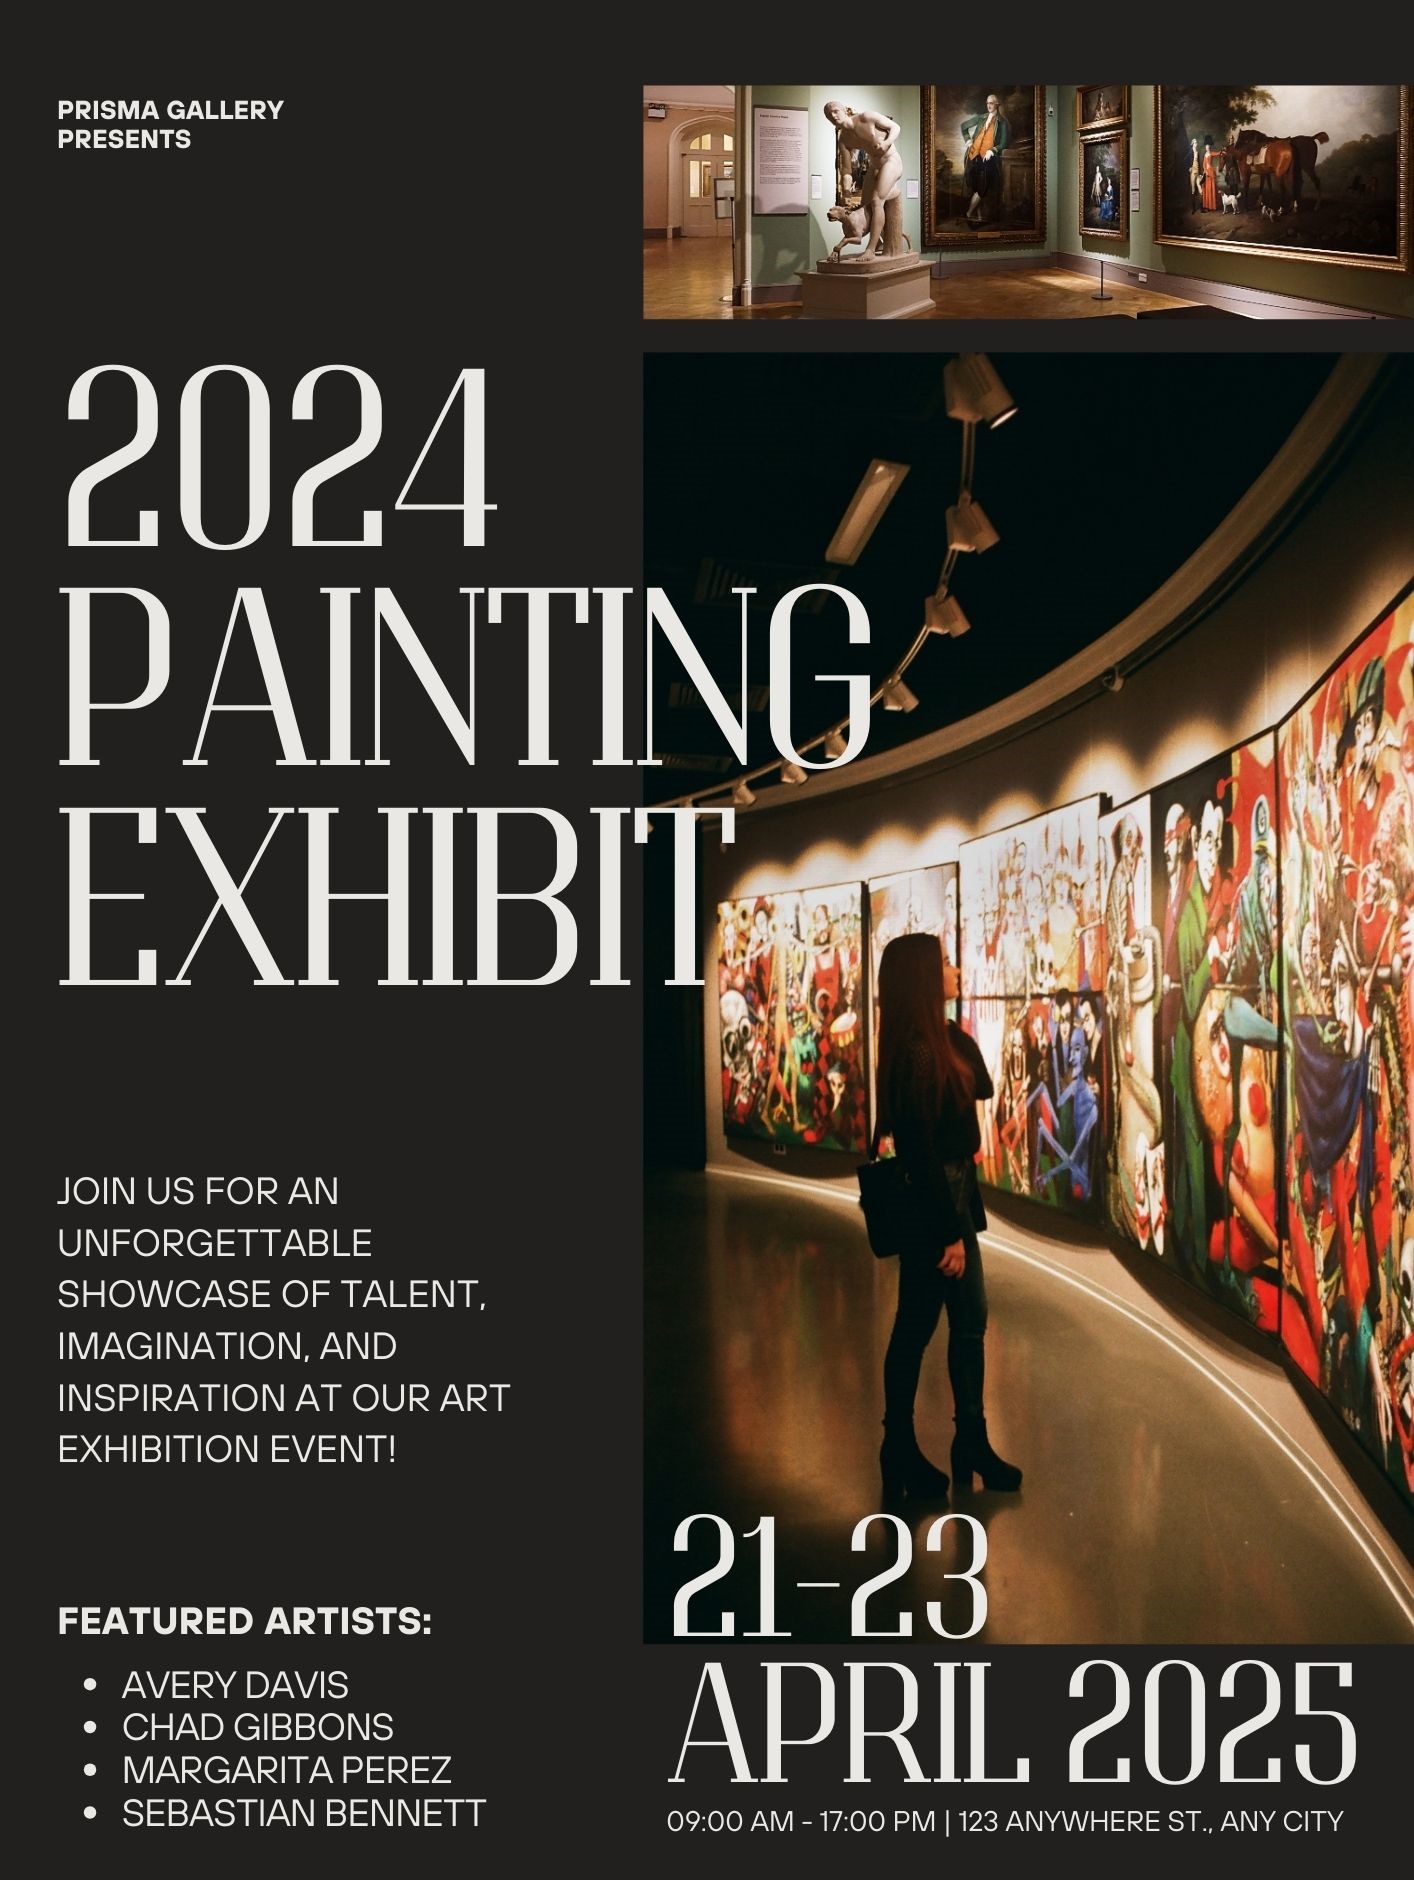 PRISMA GALLERY
PRESENTS
2024
PAINTING
EXHIBIT
JOIN US FOR AN
UNFORGETTABLE
SHOWCASE OF TALENT,
IMAGINATION, AND
INSPIRATION AT OUR ART
EXHIBITION EVENT!
FEATURED ARTISTS:
• AVERY DAVIS
• CHAD GIBBONS
• MARGARITA PEREZ
• SEBASTIAN BENNETT
21-23
APRIL 2025
09:00 AM - 17:00 PM | 123 ANYWHERE ST., ANY CITY